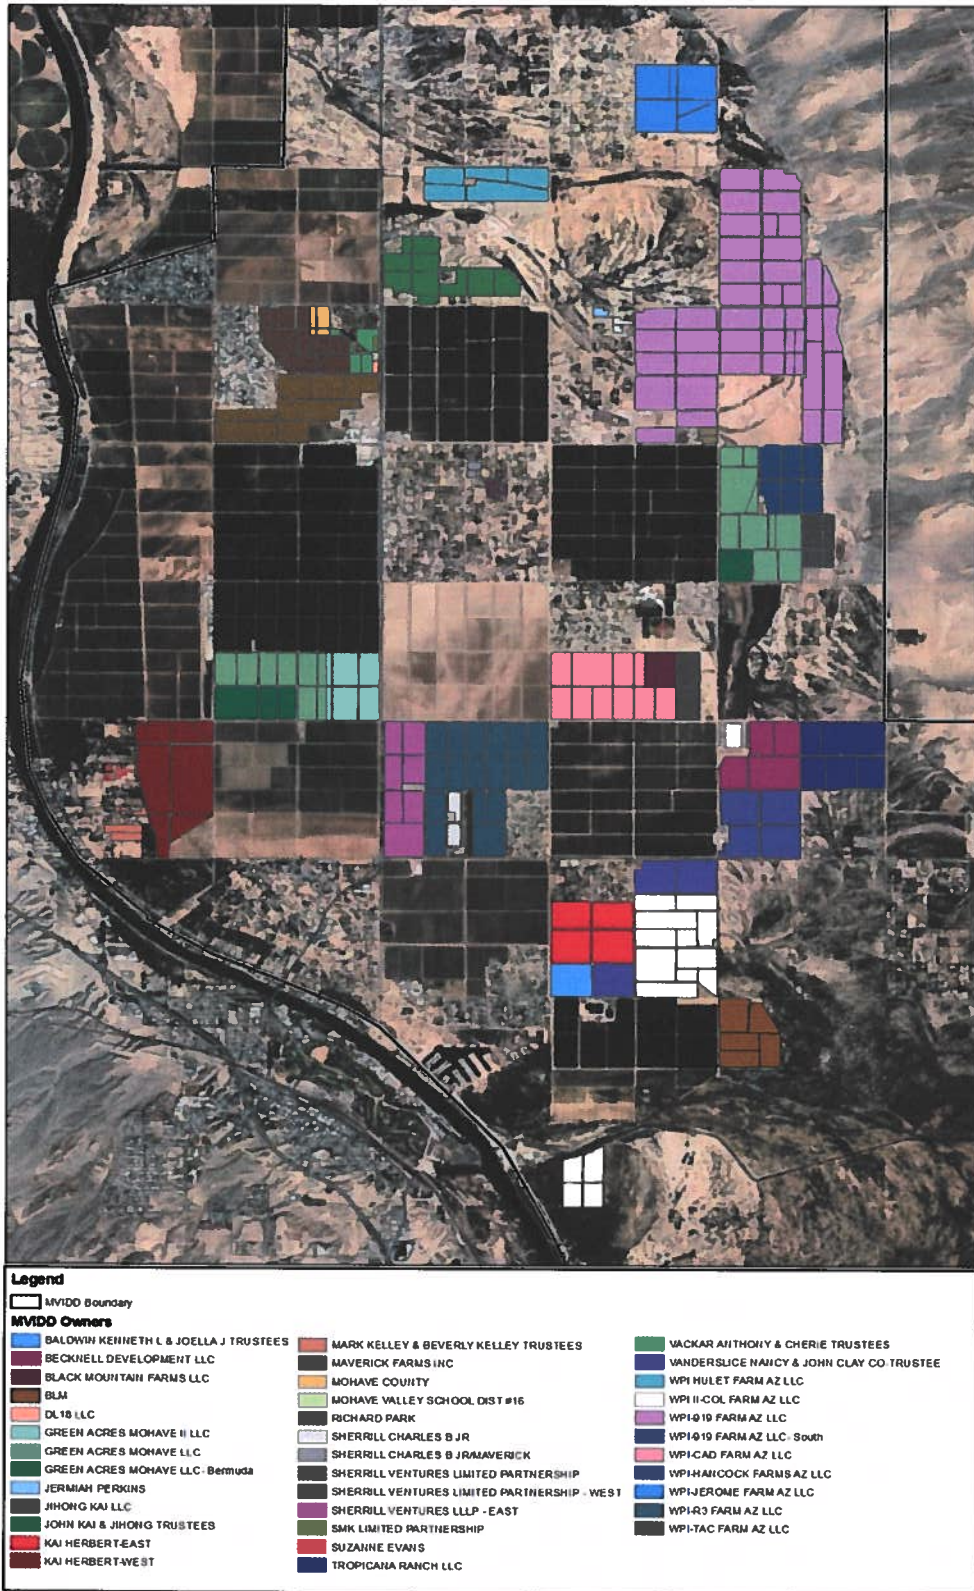 Legend
MVIDD Boundary
MVIDD Owners
BALDWIN KENNETH L & JOELLA J TRUSTEES
BECKNELL DEVELOPMENT LLC
BLACK MOUNTAIN FARMS LLC
BLM
DL18 LLC
GREEN ACRES MOHAVE II LLC
GREEN ACRES MOHAVE LLC
GREEN ACRES MOHAVE LLC- Bermuda
JERMIAH PERKINS
JIHONG KAI LLC
JOHN KAI & JIHONG TRUSTEES
KAI HERBERT-EAST
KAI HERBERT-WEST
MARK KELLEY & BEVERLY KELLEY TRUSTEES
MAVERICK FARMS INC
MOHAVE COUNTY
MOHAVE VALLEY SCHOOL DIST #16
RICHARD PARK
SHERRILL CHARLES B JR
SHERRILL CHARLES B JR/MAVERICK
SHERRILL VENTURES LIMITED PARTNERSHIP
SHERRILL VENTURES LIMITED PARTNERSHIP - WEST
SHERRILL VENTURES LLLP - EAST
SMK LIMITED PARTNERSHIP
SUZANNE EVANS
TROPICANA RANCH LLC
VACKAR ANTHONY & CHERIE TRUSTEES
VANDERSLICE NANCY & JOHN CLAY CO-TRUSTEE
WPI HULET FARM AZ LLC
WPI II-COL FARM AZ LLC
WPI-919 FARM AZ LLC
WPI-919 FARM AZ LLC- South
WPI-CAD FARM AZ LLC
WPI-HANCOCK FARMS AZ LLC
WPI-JEROME FARM AZ LLC
WPI-R3 FARM AZ LLC
WPI-TAC FARM AZ LLC